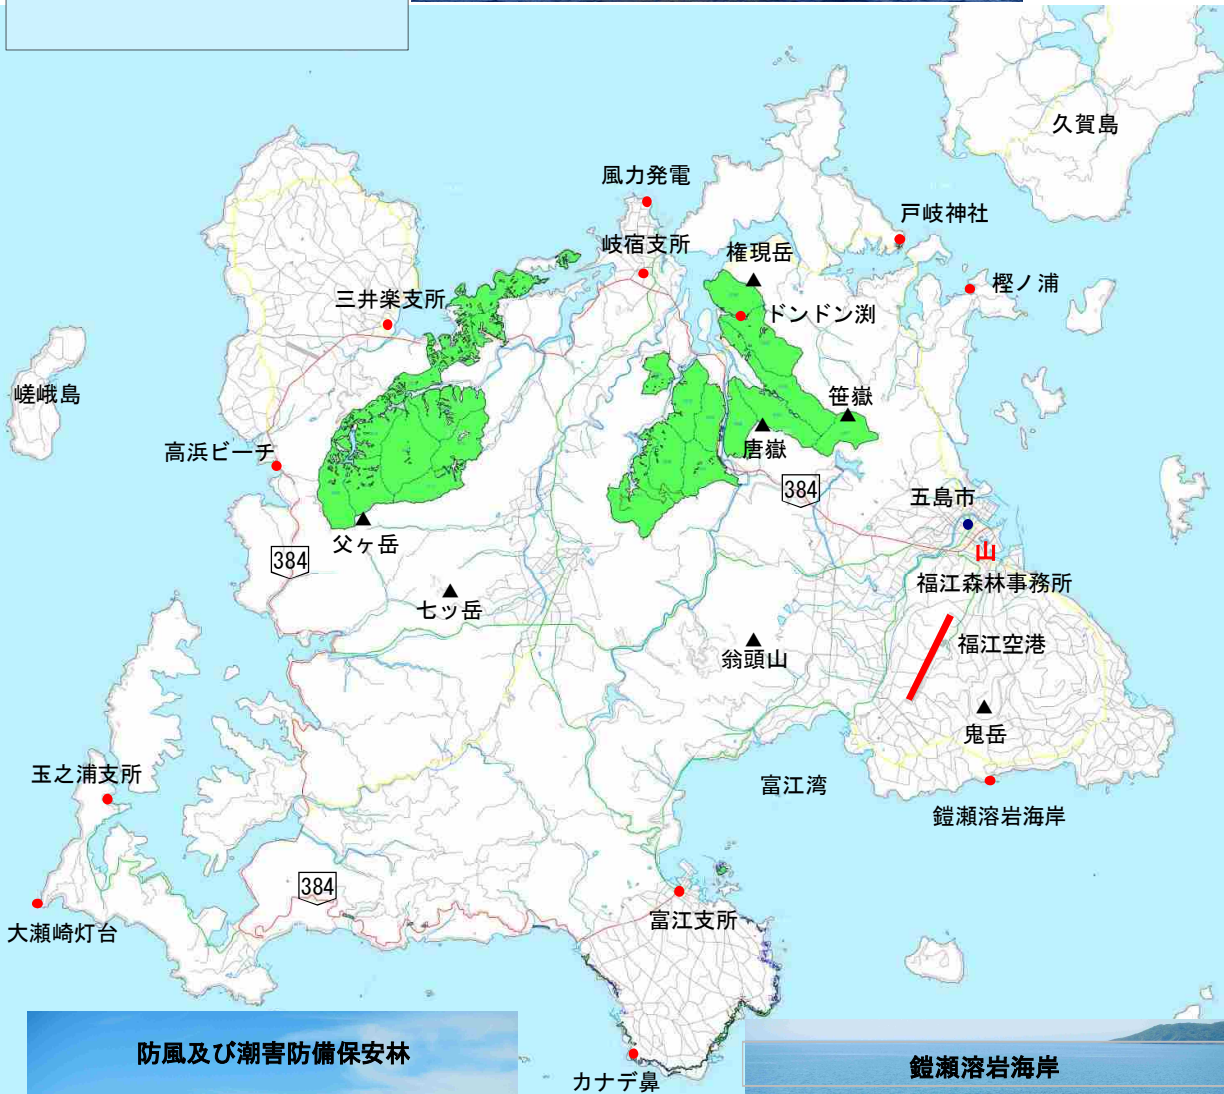 久賀島
風力発電
戸岐神社
岐宿支所
権現岳
樫ノ浦
三井楽支所
ドンドン渕
嵯峨島
笹嶽
高浜ビーチ
唐嶽
384
五島市
父ヶ岳
山
384
福江森林事務所
七ッ岳
福江空港
翁頭山
鬼岳
玉之浦支所
富江湾
鐙瀬溶岩海岸
384
富江支所
大瀬崎灯台
防風及び潮害防備保安林
鐙瀬溶岩海岸
カナデ鼻